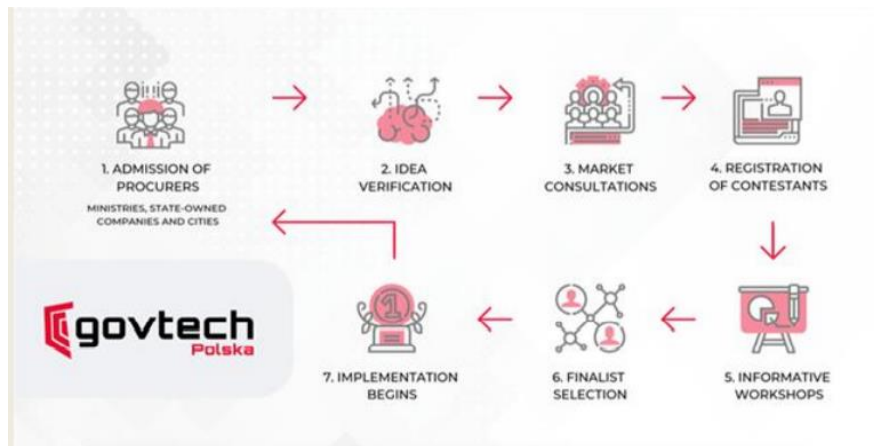 1. ADMISSION OF
PROCURERS
MINISTRIES, STATE-OWNED
COMPANIES AND CITIES
2. IDEA
VERIFICATION
3. MARKET
CONSULTATIONS
4. REGISTRATION
OF CONTESTANTS
5. INFORMATIVE
WORKSHOPS
6. FINALIST
SELECTION
1
7. IMPLEMENTATION
BEGINS
govtech
Polska